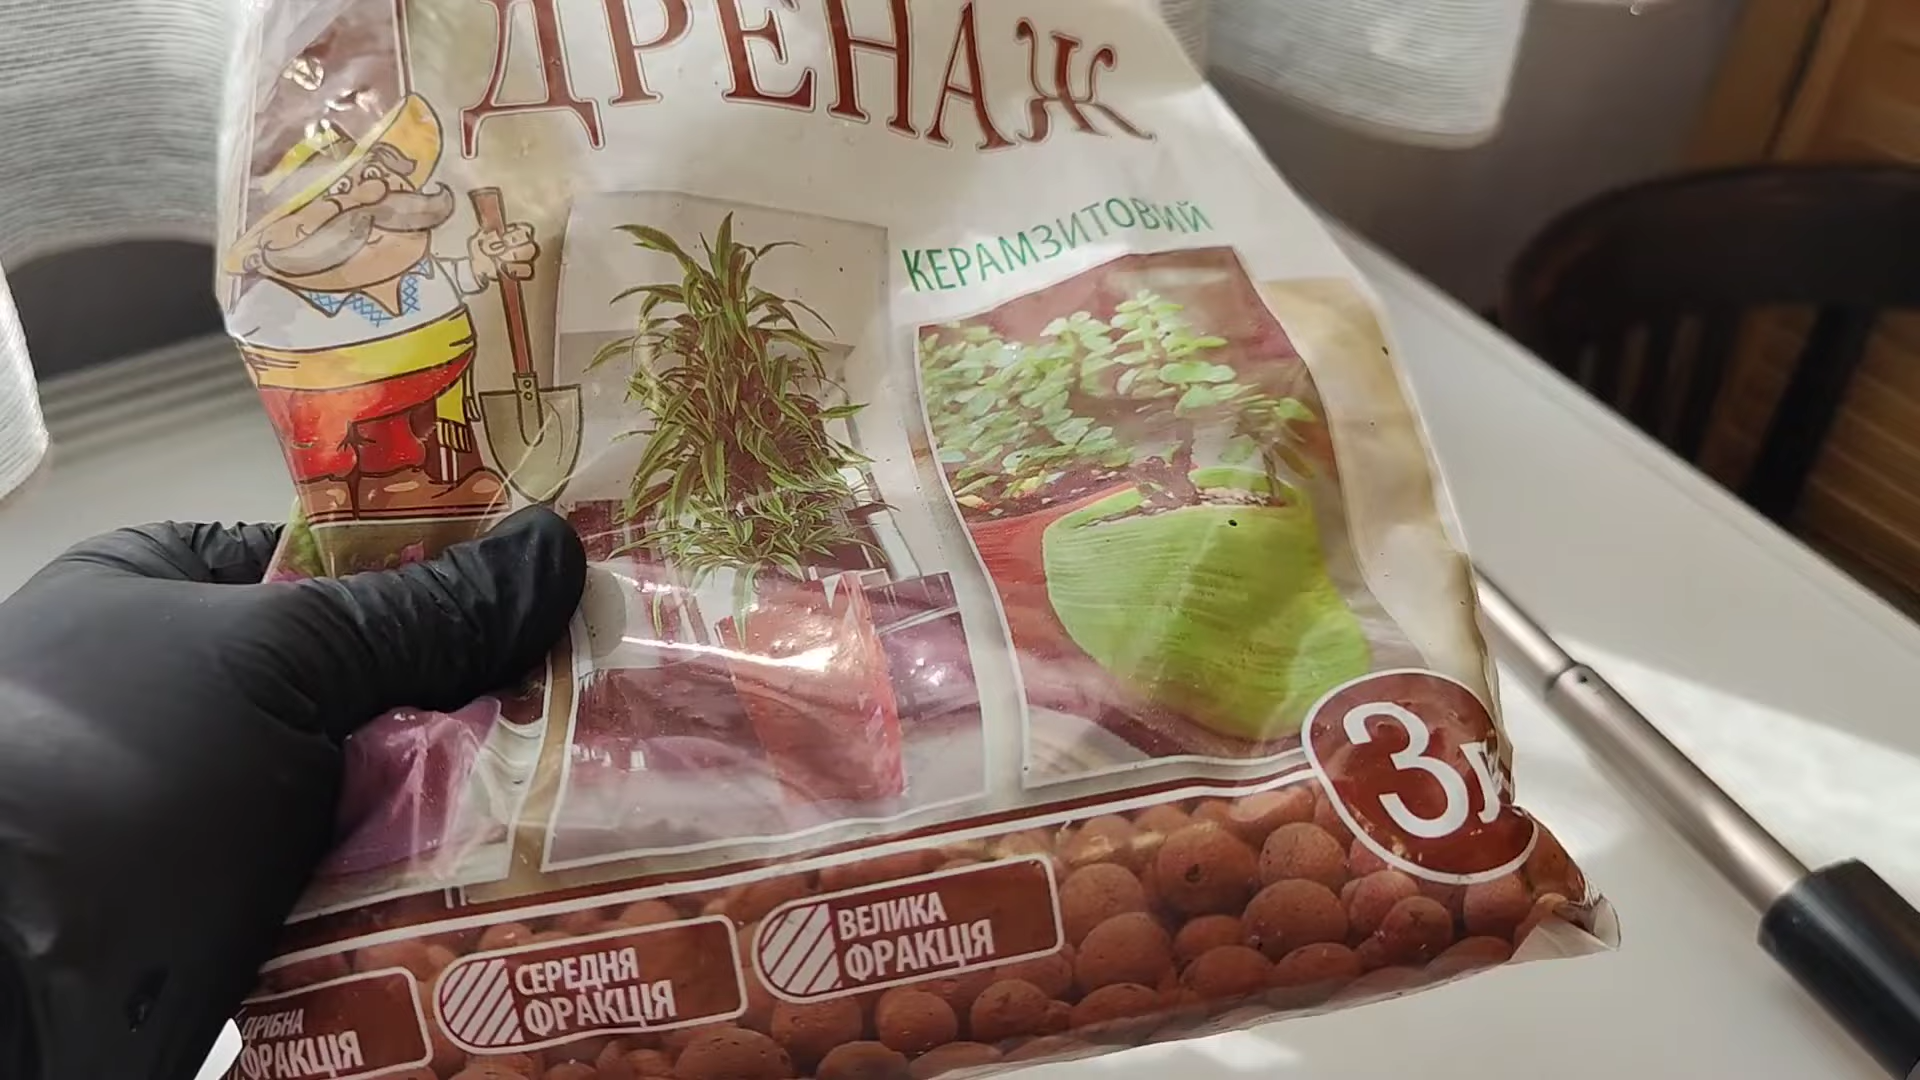 ДРЕНАЖ
КЕРАМЗИТОВИЙ
3л
ДРІБНА
ФРАКЦІЯ
СЕРЕДНЯ
ФРАКЦІЯ
ВЕЛИКА
ФРАКЦІЯ